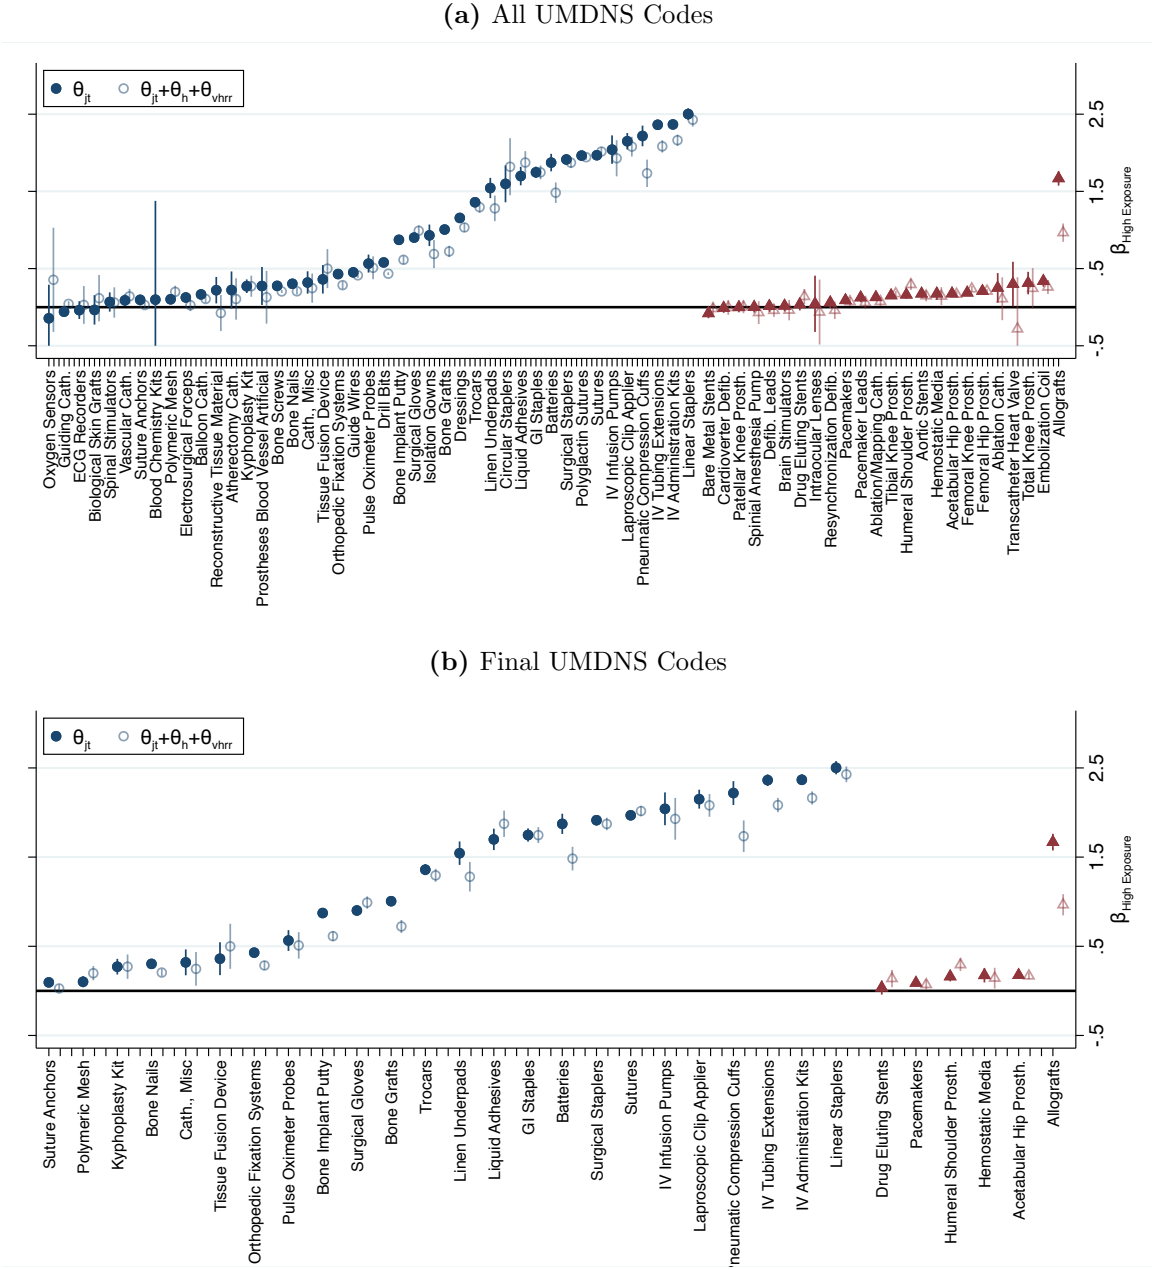 (a) All UMDNS Codes
θjt
θjt+θh+θvhrr
2.5
1.5
.5
-.5
βHigh Exposure
Oxygen Sensors
Guiding Cath.
ECG Recorders
Biological Skin Grafts
Spinal Stimulators
Vascular Cath.
Suture Anchors
Blood Chemistry Kits
Polymeric Mesh
Electrosurgical Forceps
Balloon Cath.
Reconstructive Tissue Material
Atherectomy Cath.
Kyphoplasty Kit
Prostheses Blood Vessel Artificial
Bone Screws
Bone Nails
Cath., Misc
Tissue Fusion Device
Orthopedic Fixation Systems
Guide Wires
Pulse Oximeter Probes
Drill Bits
Bone Implant Putty
Surgical Gloves
Isolation Gowns
Bone Grafts
Dressings
Trocars
Linen Underpads
Circular Staplers
Liquid Adhesives
GI Staples
Batteries
Surgical Staplers
Polyglactin Sutures
Sutures
IV Infusion Pumps
Laproscopic Clip Applier
Pneumatic Compression Cuffs
IV Tubing Extensions
IV Administration Kits
Linear Staplers
Bare Metal Stents
Cardioverter Defib.
Patellar Knee Prosth.
Spinial Anesthesia Pump
Defib. Leads
Brain Stimulators
Drug Eluting Stents
Intraocular Lenses
Resynchronization Defib.
Pacemakers
Pacemaker Leads
Ablation/Mapping Cath.
Tibial Knee Prosth.
Humeral Shoulder Prosth.
Aortic Stents
Hemostatic Media
Acetabular Hip Prosth.
Femoral Knee Prosth.
Femoral Hip Prosth.
Ablation Cath.
Transcatheter Heart Valve
Total Knee Prosth.
Embolization Coil
Allografts
(b) Final UMDNS Codes
θjt
θjt+θh+θvhrr
2.5
1.5
.5
-.5
βHigh Exposure
Suture Anchors
Polymeric Mesh
Kyphoplasty Kit
Bone Nails
Cath., Misc
Tissue Fusion Device
Orthopedic Fixation Systems
Pulse Oximeter Probes
Bone Implant Putty
Surgical Gloves
Bone Grafts
Trocars
Linen Underpads
Liquid Adhesives
GI Staples
Batteries
Surgical Staplers
Sutures
IV Infusion Pumps
Laproscopic Clip Applier
neumatic Compression Cuffs
IV Tubing Extensions
IV Administration Kits
Linear Staplers
Drug Eluting Stents
Pacemakers
Humeral Shoulder Prosth.
Hemostatic Media
Acetabular Hip Prosth.
Allografts